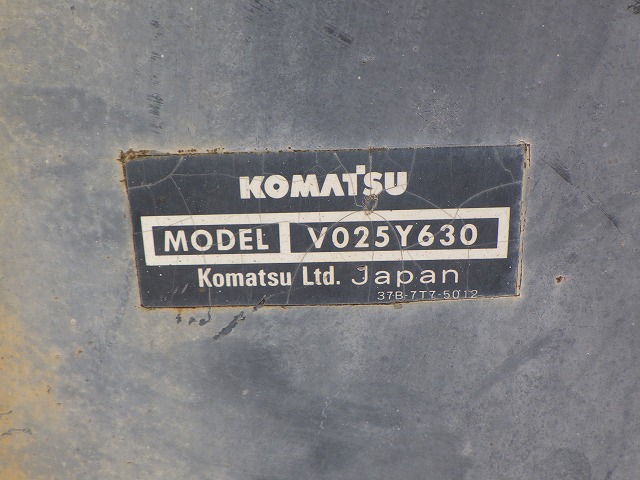 KOMATSU
MODEL V025Y630
Komatsu Ltd. Japan
37B-7T7-5012